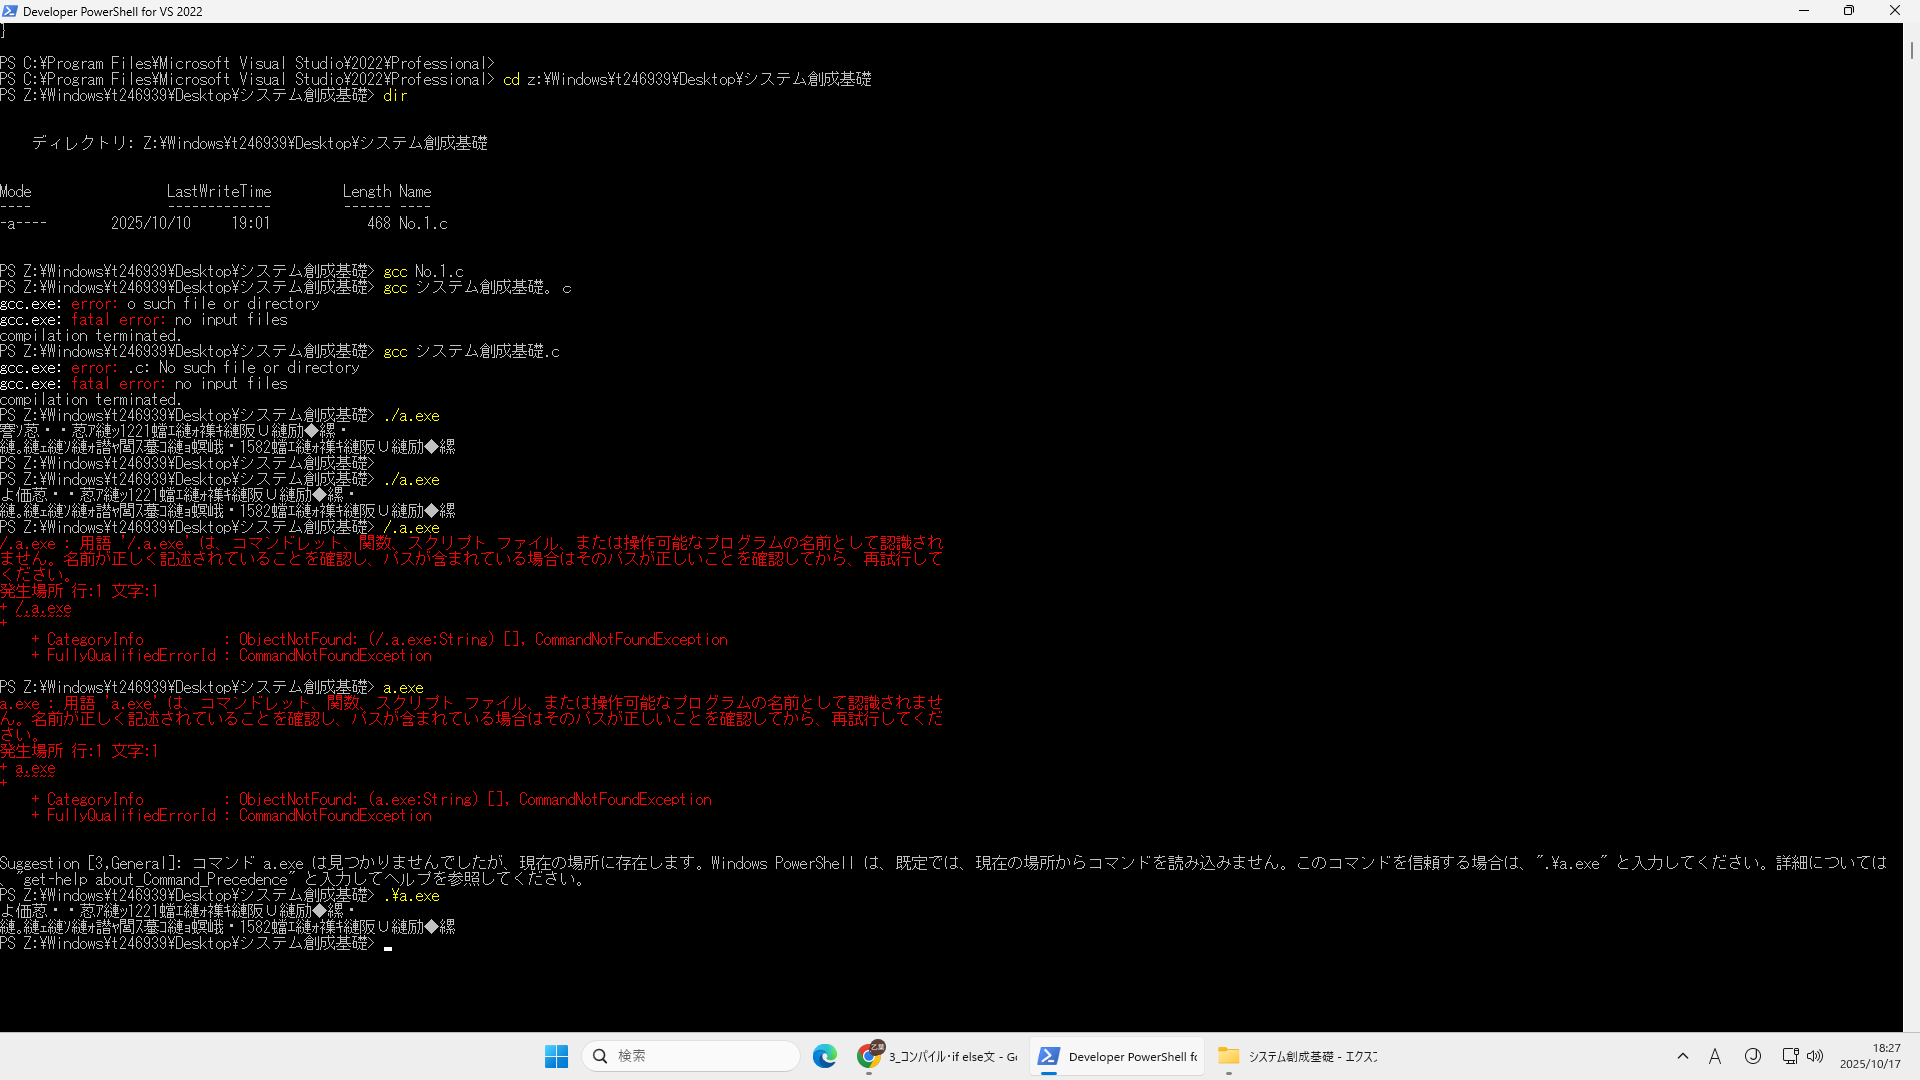 Developer PowerShell for VS 2022
}
PS C:¥Program Files¥Microsoft Visual Studio¥2022¥Professional>
PS C:¥Program Files¥Microsoft Visual Studio¥2022¥Professional> cd z:¥Windows¥t246939¥Desktop¥システム創成基礎
PS Z:¥Windows¥t246939¥Desktop¥システム創成基礎> dir
ディレクトリ: Z:¥Windows¥t246939¥Desktop¥システム創成基礎
Mode LastWriteTime Length Name
---- ------------- ------ ----
-a---- 2025/10/10 19:01 468 No.1.c
PS Z:¥Windows¥t246939¥Desktop¥システム創成基礎> gcc No.1.c
PS Z:¥Windows¥t246939¥Desktop¥システム創成基礎> gcc システム創成基礎。c
gcc.exe: error: o such file or directory
gcc.exe: fatal error: no input files
compilation terminated.
PS Z:¥Windows¥t246939¥Desktop¥システム創成基礎> gcc システム創成基礎.c
gcc.exe: error: .c: No such file or directory
gcc.exe: fatal error: no input files
compilation terminated.
PS Z:¥Windows¥t246939¥Desktop¥システム創成基礎> ./a.exe
PS Z:¥Windows¥t246939¥Desktop¥システム創成基礎>
PS Z:¥Windows¥t246939¥Desktop¥システム創成基礎> ./a.exe
PS Z:¥Windows¥t246939¥Desktop¥システム創成基礎> /.a.exe
/.a.exe : 用語 '/.a.exe' は、コマンドレット、関数、スクリプト ファイル、または操作可能なプログラムの名前として認識され
ません。名前が正しく記述されていることを確認し、パスが含まれている場合はそのパスが正しいことを確認してから、再試行して
ください。
発生場所 行:1 文字:1
+ /.a.exe
+ ~~~~~~~
+ CategoryInfo : ObjectNotFound: (/.a.exe:String) [], CommandNotFoundException
+ FullyQualifiedErrorId : CommandNotFoundException
PS Z:¥Windows¥t246939¥Desktop¥システム創成基礎> a.exe
a.exe : 用語 'a.exe' は、コマンドレット、関数、スクリプト ファイル、または操作可能なプログラムの名前として認識されませ
ん。名前が正しく記述されていることを確認し、パスが含まれている場合はそのパスが正しいことを確認してから、再試行してくだ
さい。
発生場所 行:1 文字:1
+ a.exe
+ ~~~~~
+ CategoryInfo : ObjectNotFound: (a.exe:String) [], CommandNotFoundException
+ FullyQualifiedErrorId : CommandNotFoundException
Suggestion [3,General]: コマンド a.exe は見つかりませんでしたが、現在の場所に存在します。Windows PowerShell は、既定では、現在の場所からコマンドを読み込みません。このコマンドを信頼する場合は、".¥a.exe" と入力してください。詳細については
、"get-help about_Command_Precedence" と入力してヘルプを参照してください。
PS Z:¥Windows¥t246939¥Desktop¥システム創成基礎> .¥a.exe
PS Z:¥Windows¥t246939¥Desktop¥システム創成基礎>
検索
乙葉
3_コンパイル・if else文 - Go
Developer PowerShell fo
システム創成基礎 - エクスプ
A
18:27
2025/10/17